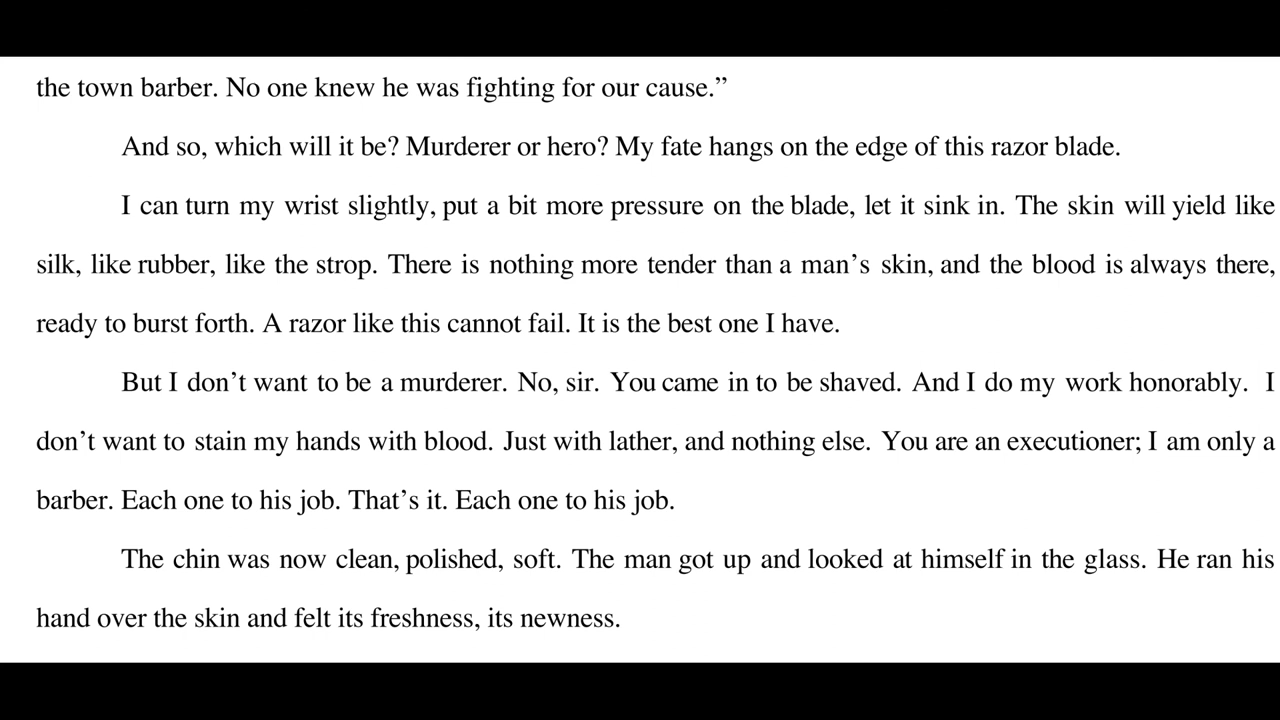 the town barber. No one knew he was fighting for our cause.”
And so, which will it be? Murderer or hero? My fate hangs on the edge of this razor blade.
I can turn my wrist slightly, put a bit more pressure on the blade, let it sink in. The skin will yield like
silk, like rubber, like the strop. There is nothing more tender than a man’s skin, and the blood is always there,
ready to burst forth. A razor like this cannot fail. It is the best one I have.
But I don’t want to be a murderer. No, sir. You came in to be shaved. And I do my work honorably. I
don’t want to stain my hands with blood. Just with lather, and nothing else. You are an executioner; I am only a
barber. Each one to his job. That’s it. Each one to his job.
The chin was now clean, polished, soft. The man got up and looked at himself in the glass. He ran his
hand over the skin and felt its freshness, its newness.